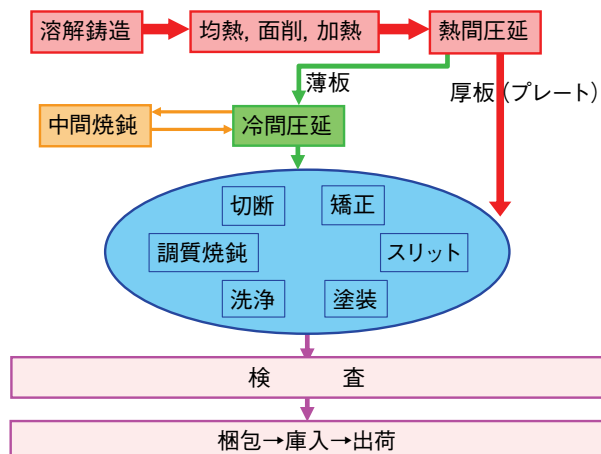 溶解鋳造
均熱, 面削, 加熱
熱間圧延
薄板
厚板（プレート）
中間焼鈍
冷間圧延
切断
矯正
調質焼鈍
スリット
洗浄
塗装
検　査
梱包→庫入→出荷